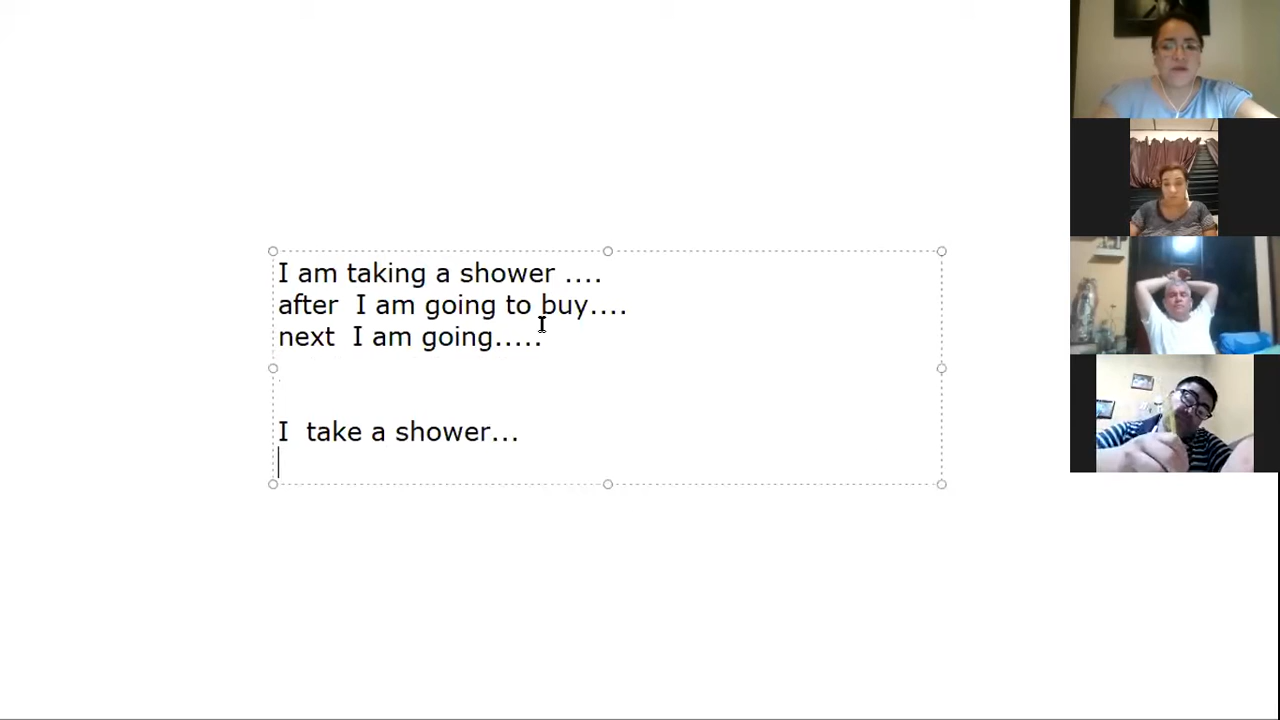 I am taking a shower ....
after  I am going to buy....
next  I am going.....
I  take a shower...